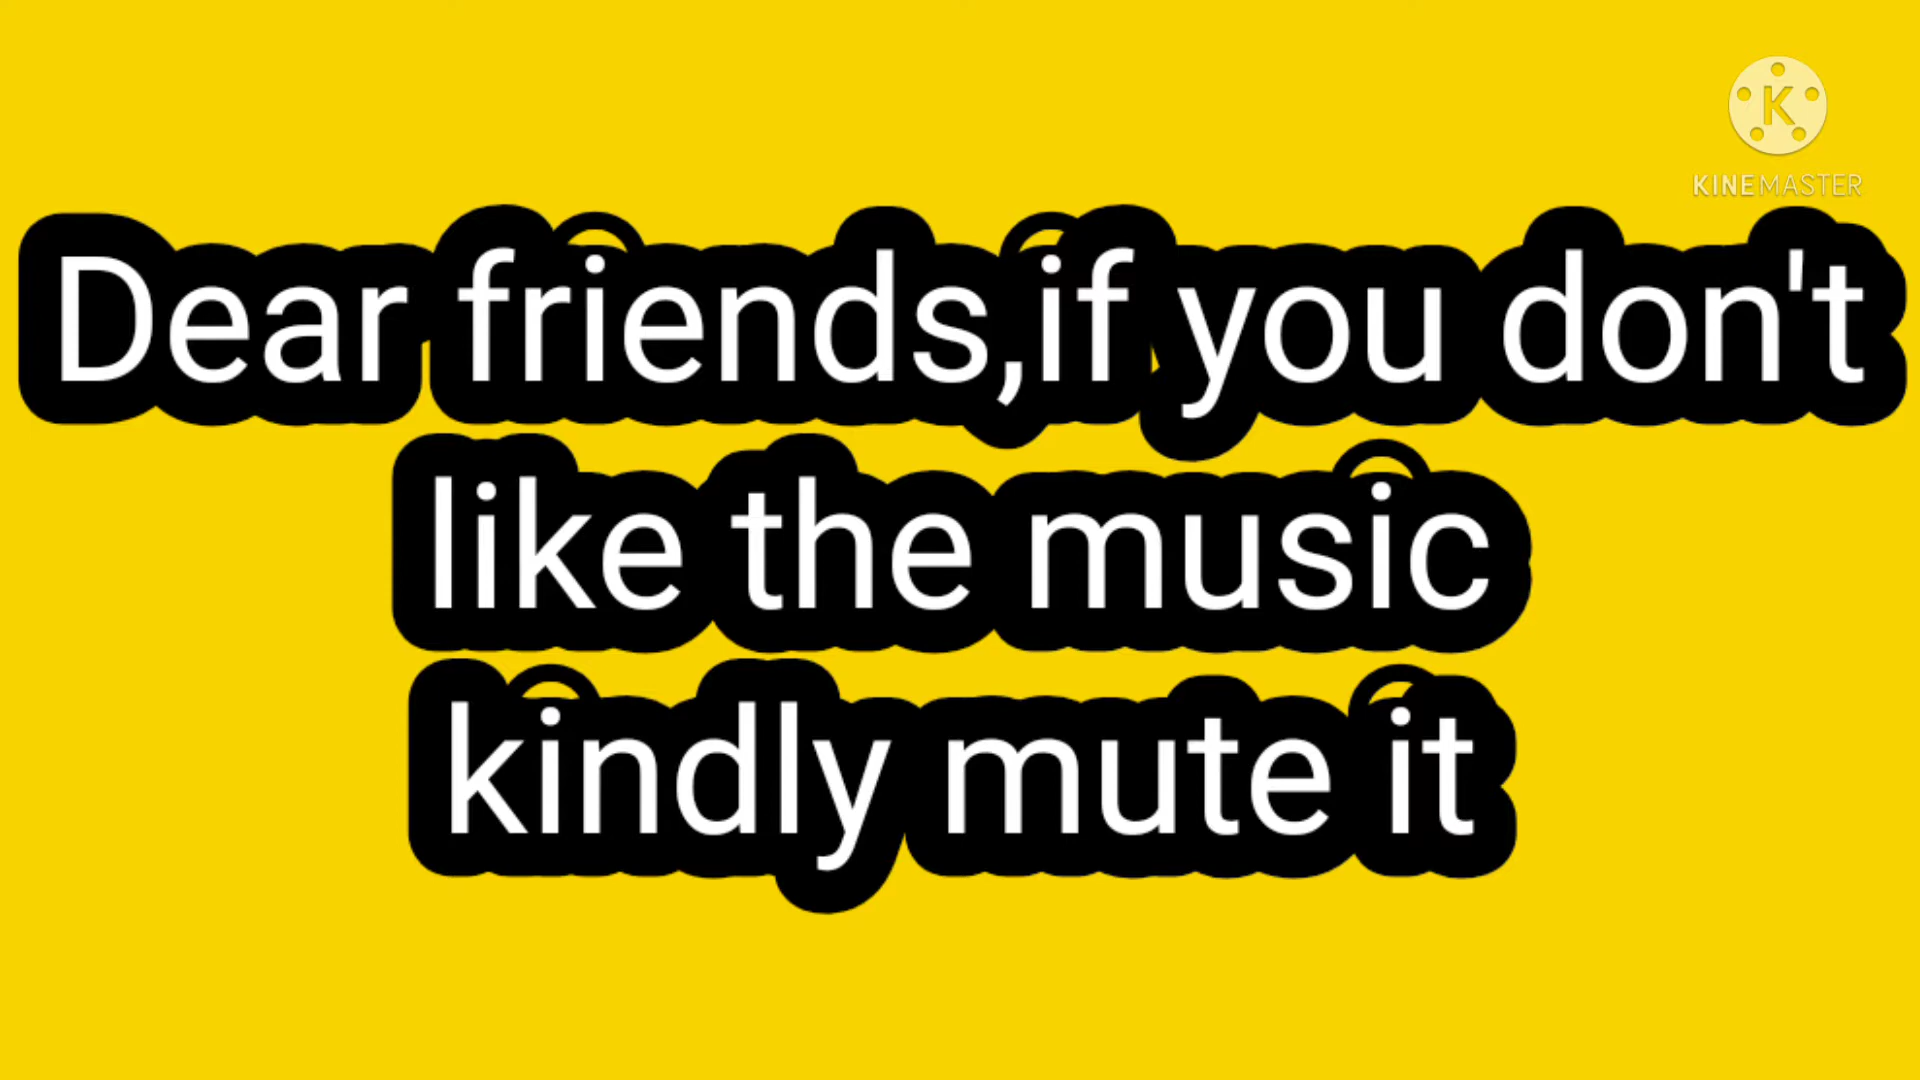 K
KINEMASTER
Dear friends,if you don't
like the music
kindly mute it